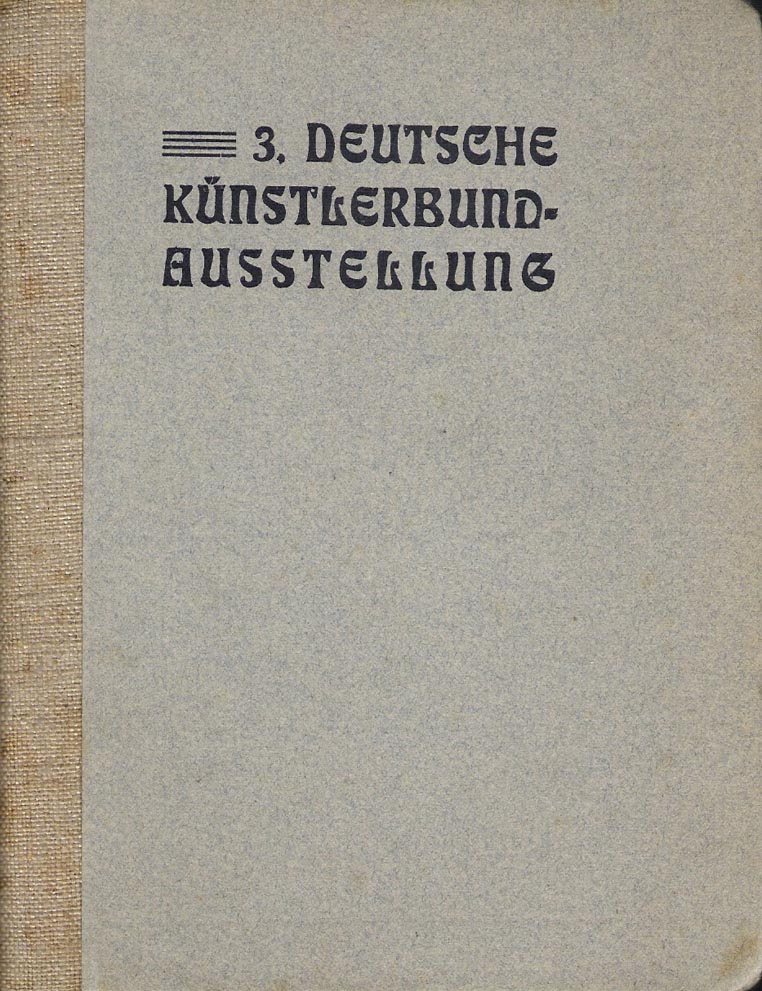 3. DEUTSCHE
KÜNSTLERBUND-
AUSSTELLUNG